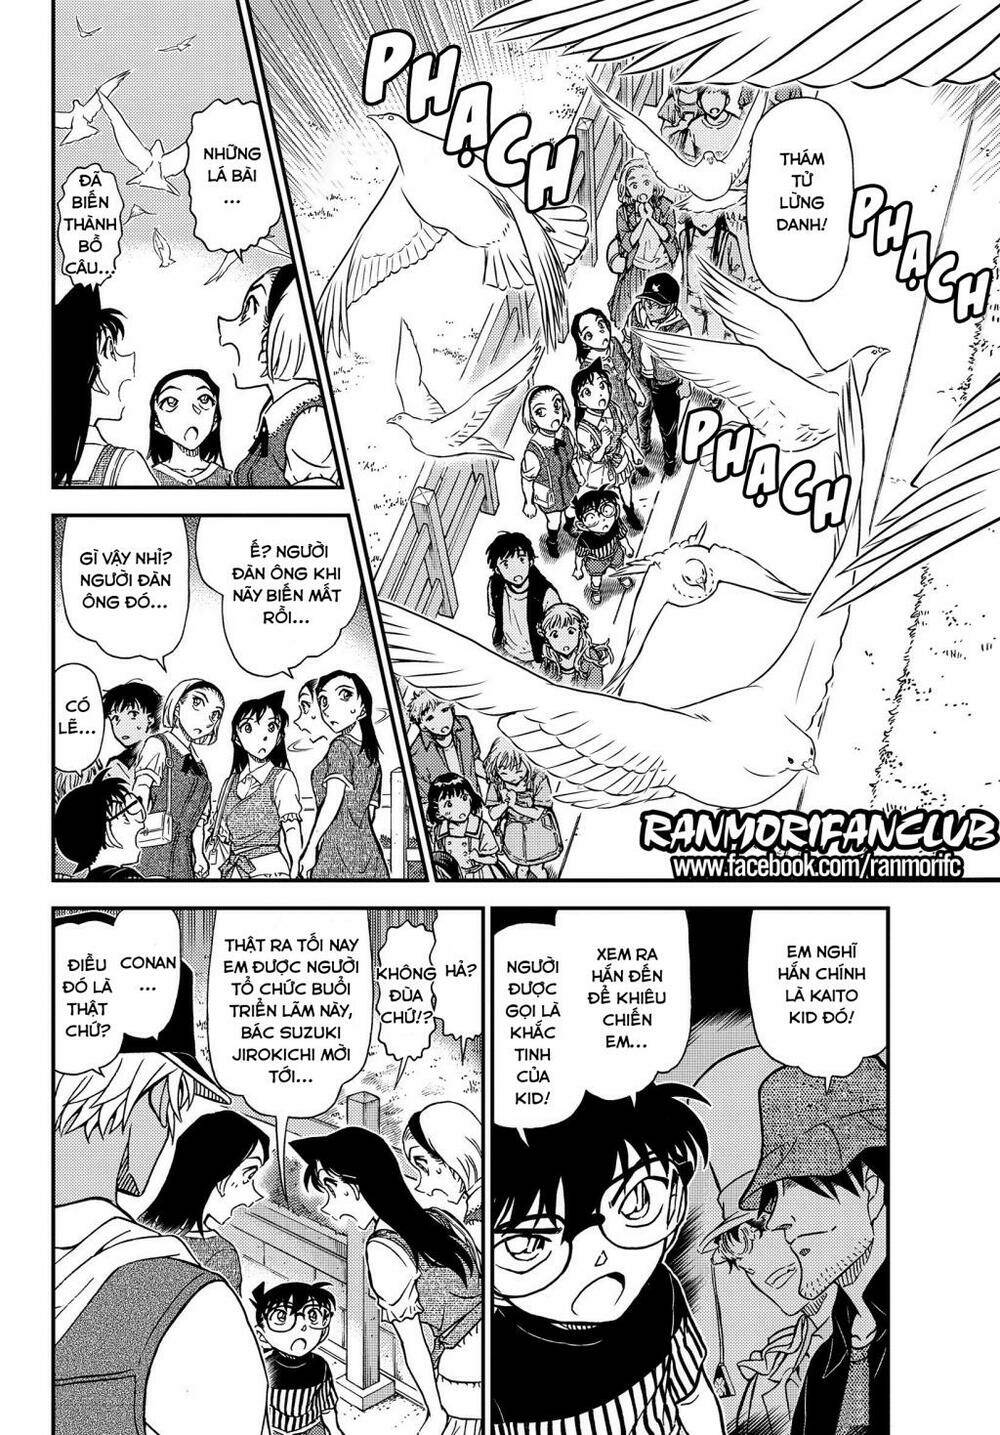 THÁM
TỬ
LỪNG
DANH!
PHẠCH
PHẠCH
PHẠCH
NHỮNG
LÁ BÀI
...
ĐÃ
BIẾN
THÀNH
BỒ
CÂU...
RANMORIFANCLUB
www.facebook.com/ranmorifc
Ế? NGƯỜI
ĐÀN ÔNG KHI
NÃY BIẾN MẤT
RỒI...
GÌ VẬY NHỈ?
NGƯỜI ĐÀN
ÔNG ĐÓ...
CÓ
LẼ...
EM NGHĨ
HẮN CHÍNH
LÀ KAITO
KID ĐÓ!
XEM RA
HẮN ĐẾN
ĐỂ KHIÊU
CHIẾN
EM...
NGƯỜI
ĐƯỢC
GỌI LÀ
KHẮC
TINH
CỦA
KID!
HẢ?
KHÔNG
ĐÙA
CHỨ!?
THẬT RA TỐI NAY
EM ĐƯỢC NGƯỜI
TỔ CHỨC BUỔI
TRIỂN LÃM NÀY,
BÁC SUZUKI
JIROKICHI MỜI
TỚI...
CONAN
...
ĐIỀU
ĐÓ LÀ
THẬT
CHỨ?